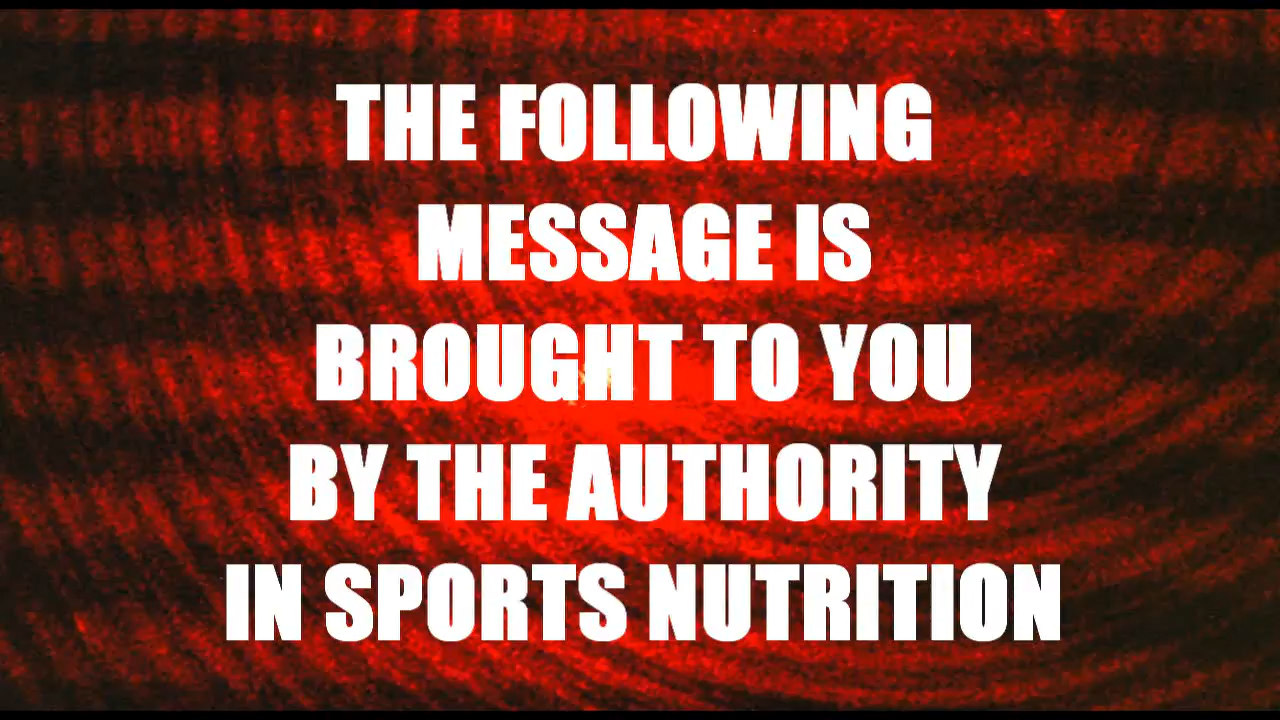 THE FOLLOWING
MESSAGE IS
BROUGHT TO YOU
BY THE AUTHORITY
IN SPORTS NUTRITION